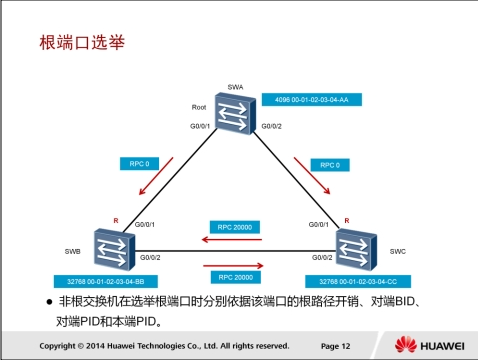 根端口选举
SWA
4096 00-01-02-03-04-AA
Root
G0/0/1
G0/0/2
RPC 0
RPC 0
R
G0/0/1
G0/0/1
R
RPC 20000
SWB
G0/0/2
G0/0/2
SWC
RPC 20000
32768 00-01-02-03-04-BB
32768 00-01-02-03-04-CC
● 非根交换机在选举根端口时分别依据该端口的根路径开销、对端BID、
对端PID和本端PID。
Copyright © 2014 Huawei Technologies Co., Ltd. All rights reserved.
Page 12
HUAWEI